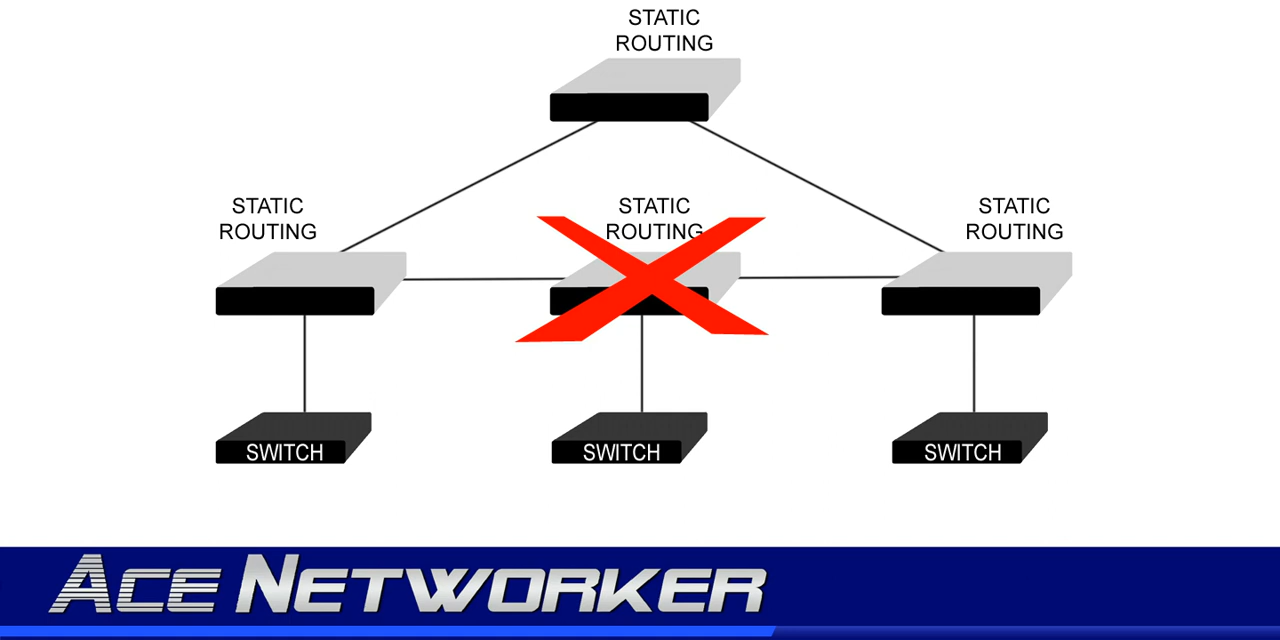 STATIC
ROUTING
STATIC
ROUTING
STATIC
ROUTING
STATIC
ROUTING
SWITCH
SWITCH
SWITCH
ACE NETWORKER